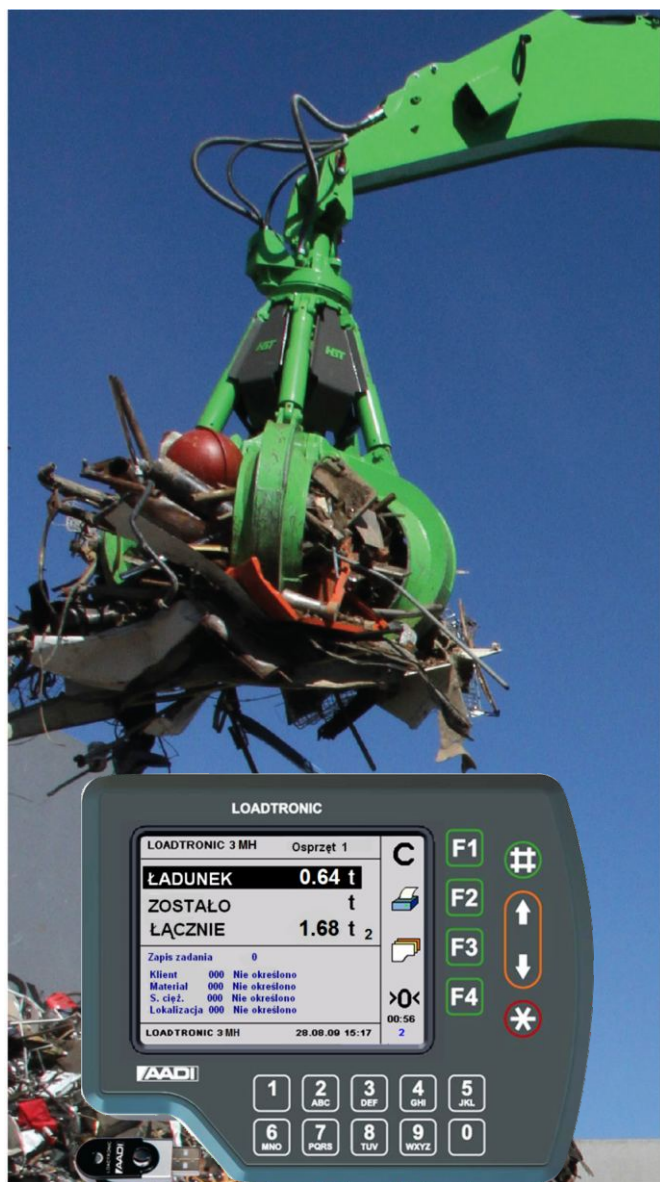 HST
HST
LOADTRONIC
LOADTRONIC 3 MH Osprzęt 1
ŁADUNEK 0.64 t
ZOSTAŁO t
ŁĄCZNIE 1.68 t 2
Zapis zadania 0
Klient 000 Nie określono
Materiał 000 Nie określono
S. cięż. 000 Nie określono
Lokalizacja 000 Nie określono
LOADTRONIC 3 MH 28.08.09 15:17
C
>0<
00:56
2
F1
F2
F3
F4
#
*
AADI
1 2 3 4 5
ABC DEF GHI JKL
6 7 8 9 0
MNO PQRS TUV WXYZ
AADI